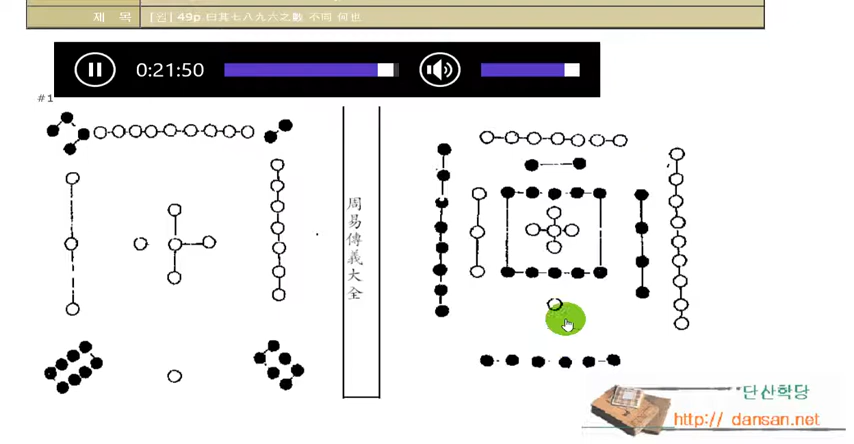 제 목
[원] 49p 曰其七八九六之數 不同 何也
0:21:50
#1
周易傳義大全
단산학당
http:// dansan.net